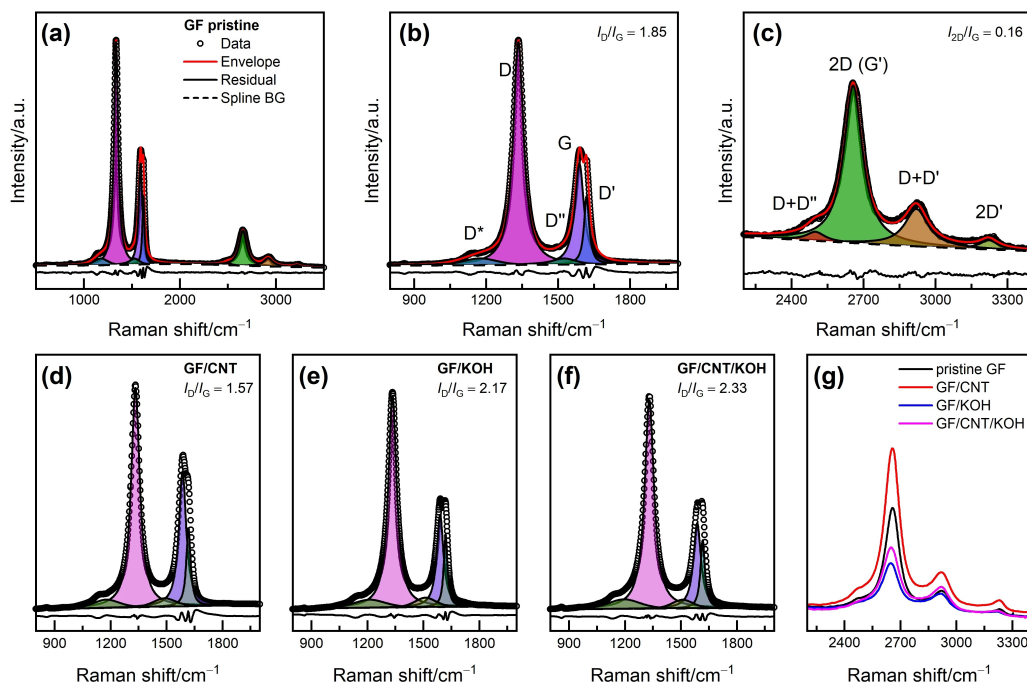 (a)
GF pristine
Data
Envelope
Residual
Spline BG
Intensity/a.u.
1000 2000 3000
Raman shift/cm⁻¹
(b)
I_D/I_G = 1.85
D
G
D'
D*
D"
Intensity/a.u.
900 1200 1500 1800
Raman shift/cm⁻¹
(c)
I_2D/I_G = 0.16
2D (G')
D+D"
D+D'
2D'
Intensity/a.u.
2400 2700 3000 3300
Raman shift/cm⁻¹
(d)
GF/CNT
I_D/I_G = 1.57
900 1200 1500 1800
Raman shift/cm⁻¹
(e)
GF/KOH
I_D/I_G = 2.17
900 1200 1500 1800
Raman shift/cm⁻¹
(f)
GF/CNT/KOH
I_D/I_G = 2.33
900 1200 1500 1800
Raman shift/cm⁻¹
(g)
pristine GF
GF/CNT
GF/KOH
GF/CNT/KOH
2400 2700 3000 3300
Raman shift/cm⁻¹